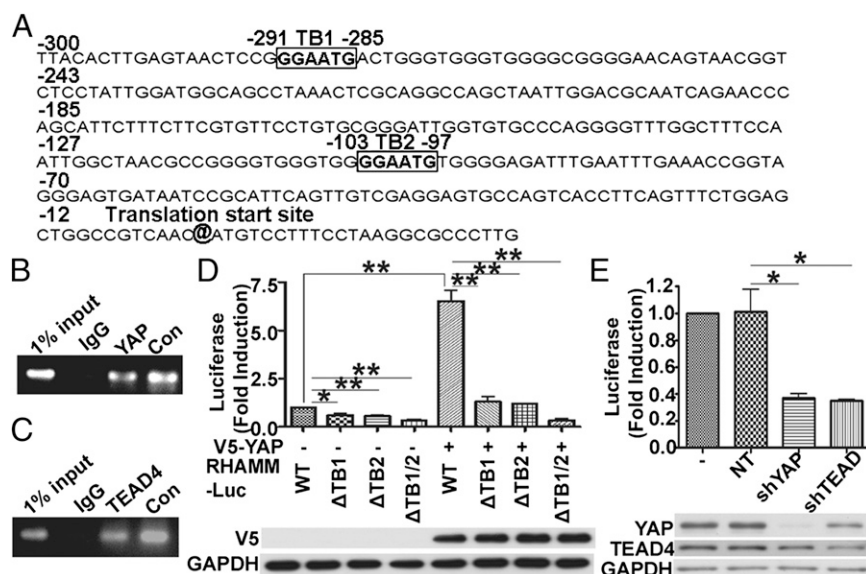 A
-300 -291 TB1 -285
TTACACTTGAGTAACTCCGGGAATGACTGGGTGGGTGGGGCGGGGAACAGTAACGGT
-243
CTCCTATTGGATGGCAGCCTAAACTCGCAGGCCAGCTAATTGGACGCAATCAGAACCC
-185
AGCATTCTTTCTTCGTGTTCCTGTGCGGGATTGGTGTGCCCAGGGTTTGGCTTTCCA
-127 -103 TB2 -97
ATTGGCTAACGCCGGGGTGGGTGGGGAATGTGGGGAGATTTGAATTTGAAACCGGTA
-70
GGGAGTGATAATCCGCATTCAGTTGTCGAGAGTGCCAGTCACCTTCAGTTTCTGGAG
-12 Translation start site
CTGGCCGTCAAC@ATGTCCTTTCCTAAGGCGCCCTTG
B
1% input IgG YAP Con
C
1% input IgG TEAD4 Con
D
Luciferase
(Fold Induction)
7.5
5.0
2.5
0.0
* ** ** ** ** ** **
V5-YAP - - - - + + + +
RHAMM
-Luc
WT ΔTB1 ΔTB2 ΔTB1/2 WT ΔTB1 ΔTB2 ΔTB1/2
V5
GAPDH
E
Luciferase
(Fold Induction)
1.2
1.0
0.8
0.6
0.4
0.2
0.0
* *
- NT shYAP shTEAD
YAP
TEAD4
GAPDH